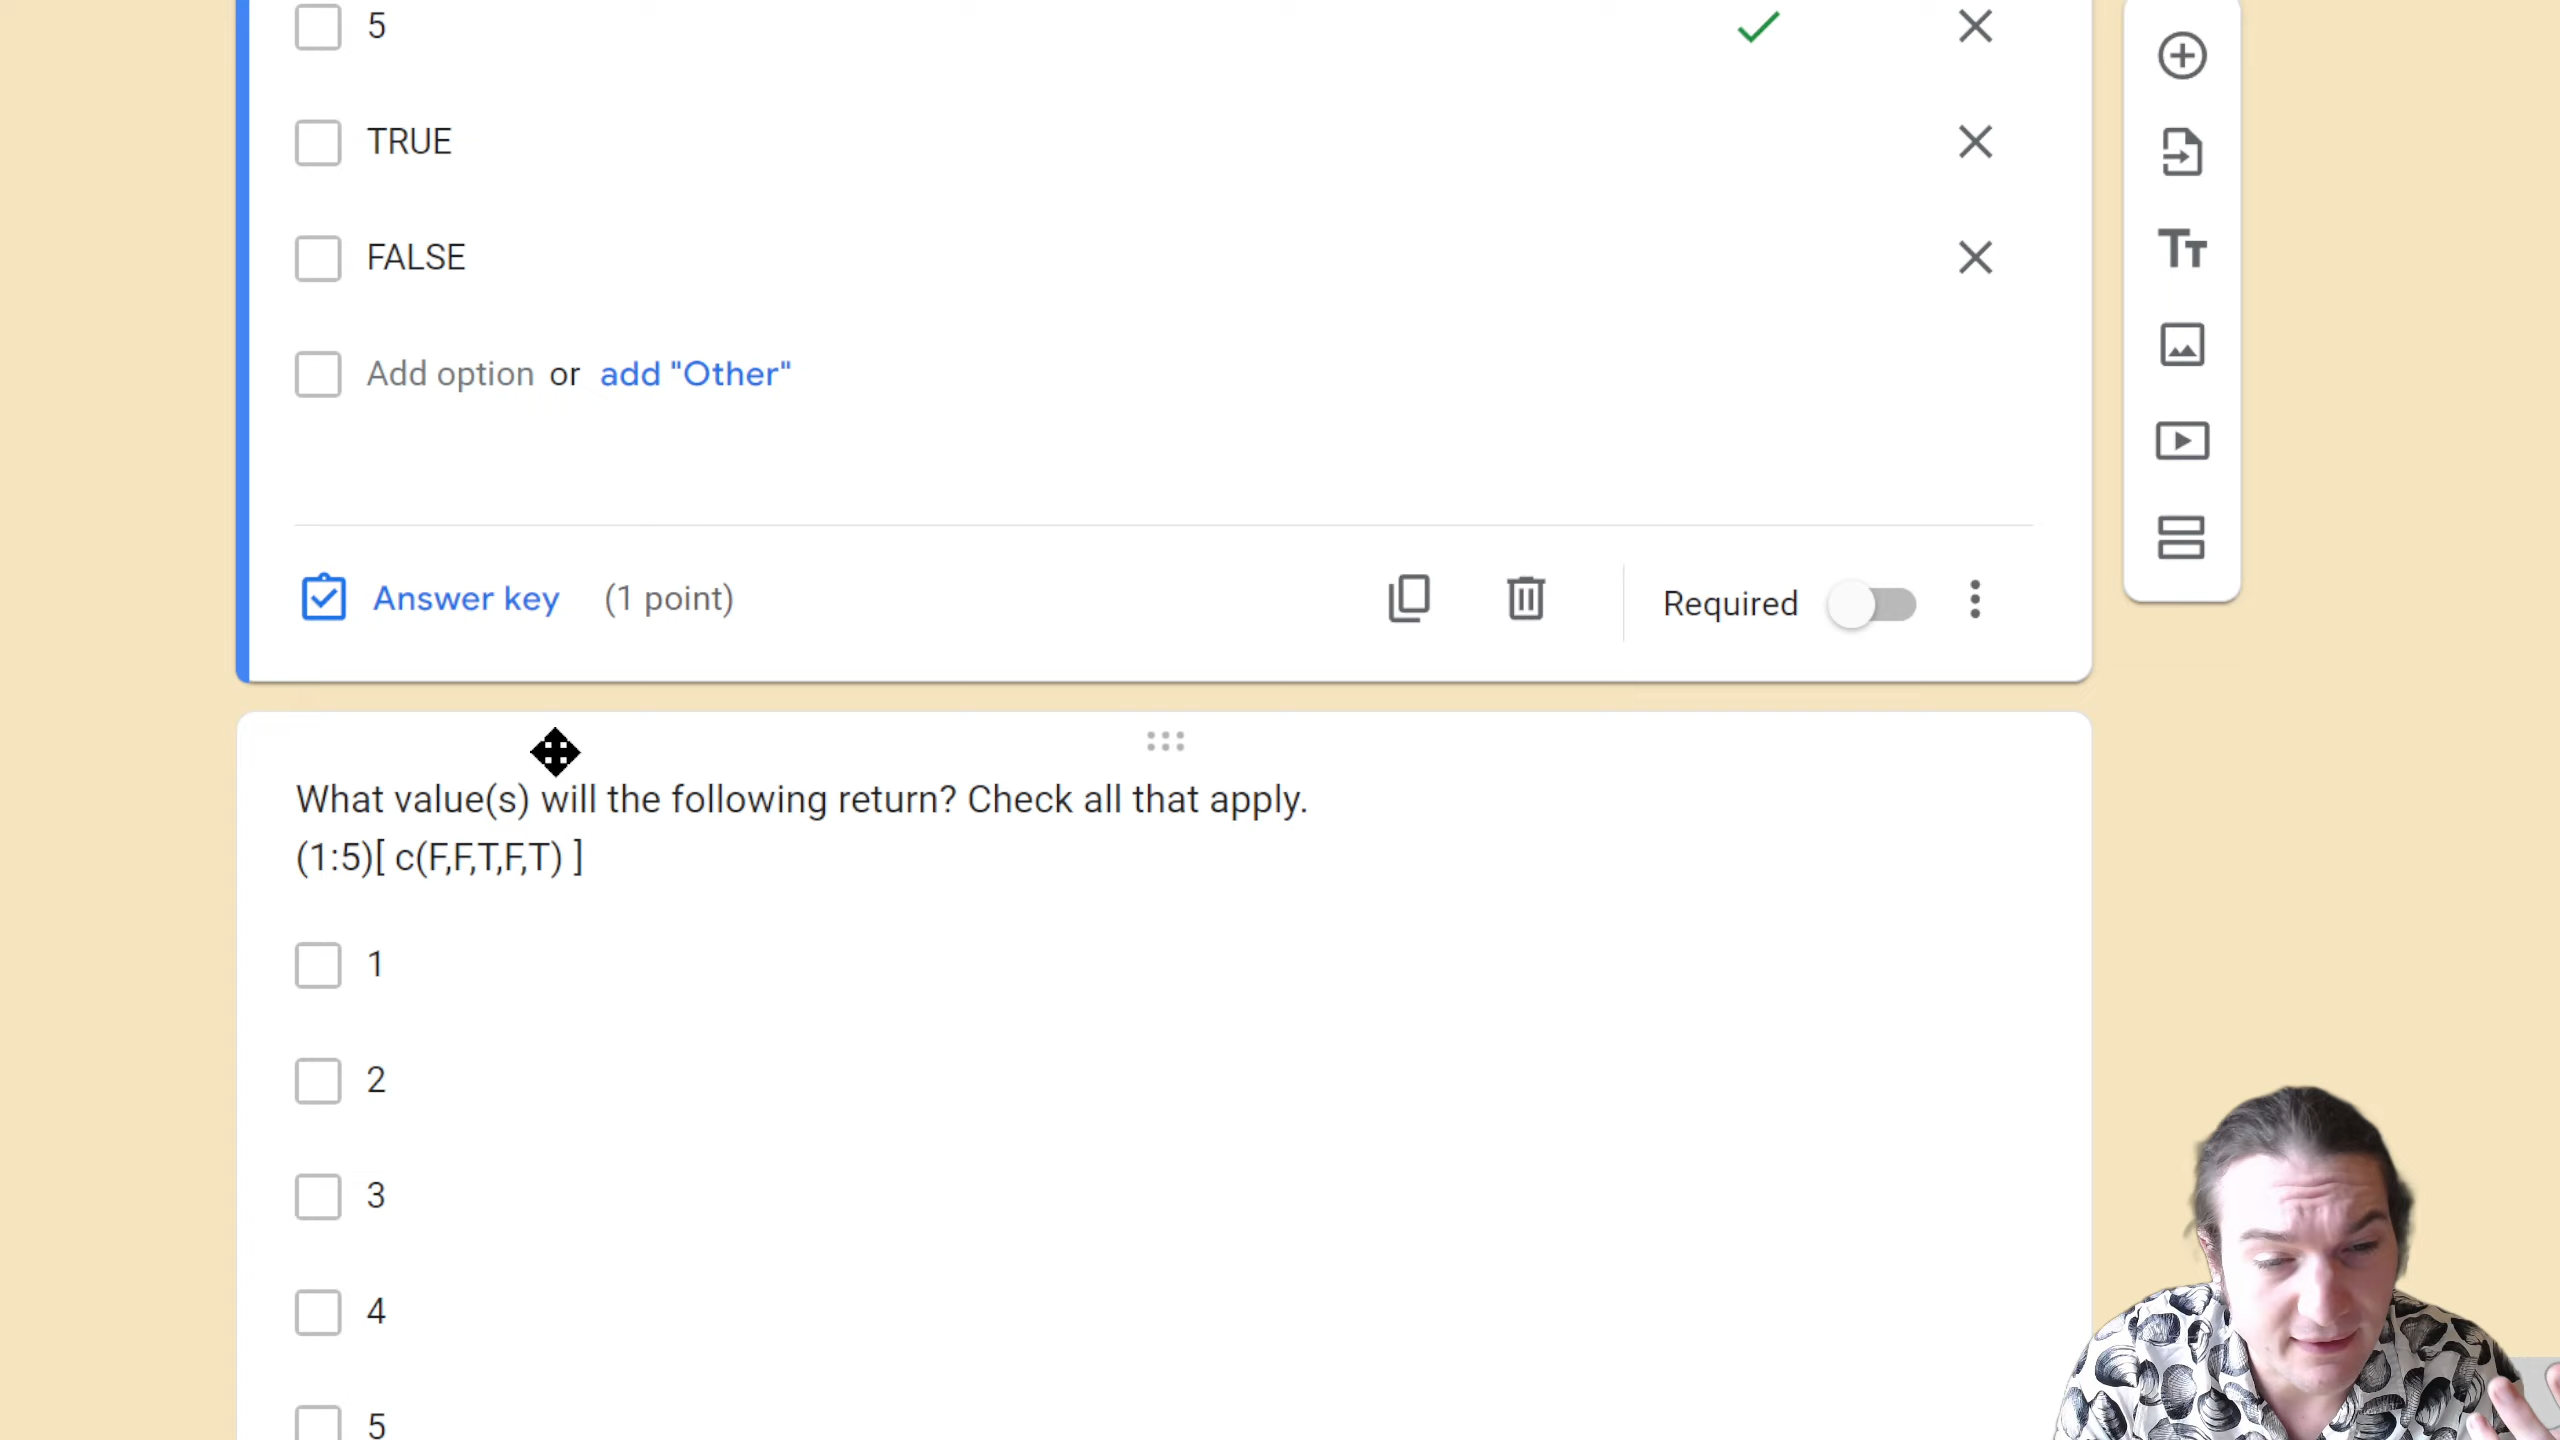 5
TRUE
FALSE
Add option or add "Other"
Answer key (1 point)
Required
What value(s) will the following return? Check all that apply.
(1:5)[ c(F,F,T,F,T) ]
1
2
3
4
5